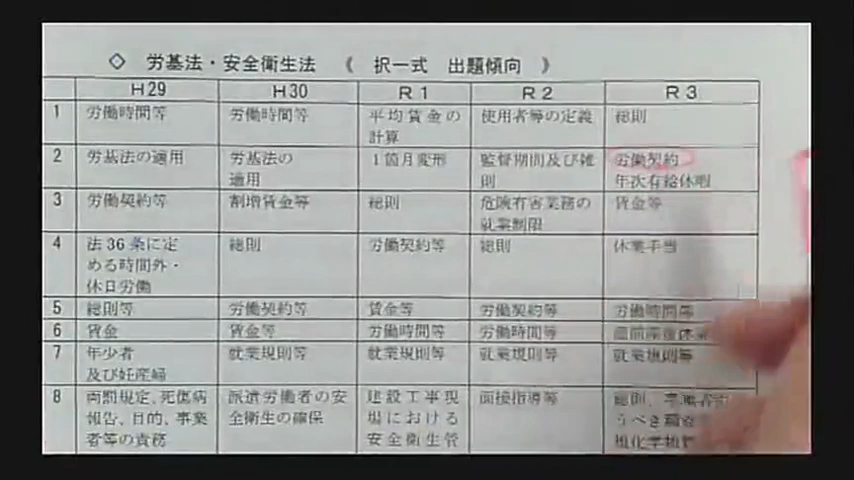 ◇ 労基法・安全衛生法 《 択一式 出題傾向 》
H29 H30 R1 R2 R3
1 労働時間等 労働時間等 平均賃金の 使用者等の定義 総則
計算
2 労基法の適用 労基法の 1箇月変形 監督期間及び雑 労働契約
適用 則 年次有給休暇
3 労働契約等 割増賃金等 総則 危険有害業務の 賃金等
就業制限
4 法36条に定 総則 労働契約等 総則 休業手当
める時間外・
休日労働
5 総則等 労働契約等 賃金等 労働契約等 労働時間等
6 賃金 賃金等 労働時間等 労働時間等 産前産後休業
7 年少者 就業規則等 就業規則等 就業規則等 就業規則等
及び妊産婦
8 両罰規定、死傷病 派遣労働者の安 建設工事現 面接指導等 総則、
報告、目的、事業 全衛生の確保 場における うべき
者等の責務 安全衛生管